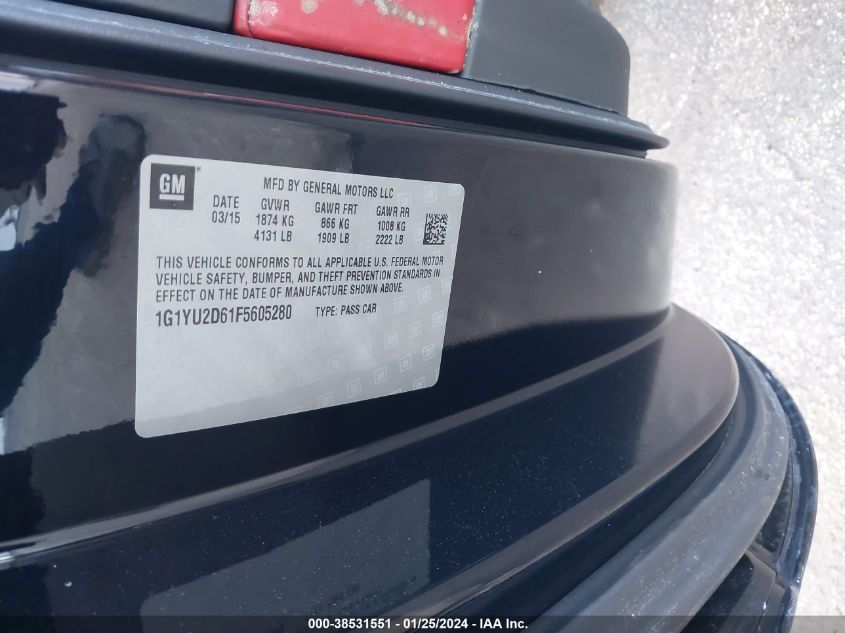 GM
MFD BY GENERAL MOTORS LLC
DATE GVWR GAWR FRT GAWR RR
03/15 1874 KG 866 KG 1008 KG
4131 LB 1909 LB 2222 LB
THIS VEHICLE CONFORMS TO ALL APPLICABLE U.S. FEDERAL MOTOR
VEHICLE SAFETY, BUMPER, AND THEFT PREVENTION STANDARDS IN
EFFECT ON THE DATE OF MANUFACTURE SHOWN ABOVE.
1G1YU2D61F5605280 TYPE: PASS CAR
000-38531551 / 01/25/2024 - IAA Inc.